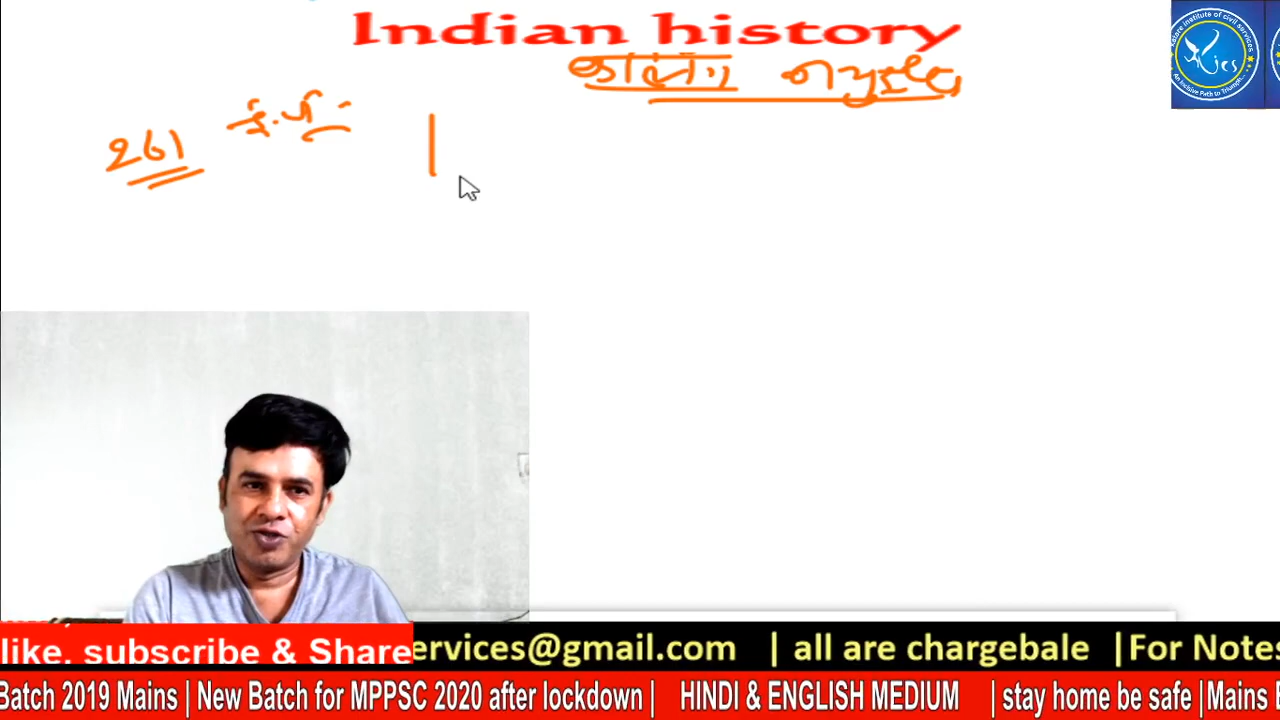 Indian history
261 ई.पू.
like, subscribe & Share
ervices@gmail.com | all are chargebale |For Notes
Batch 2019 Mains | New Batch for MPPSC 2020 after lockdown | HINDI & ENGLISH MEDIUM | stay home be safe |Mains